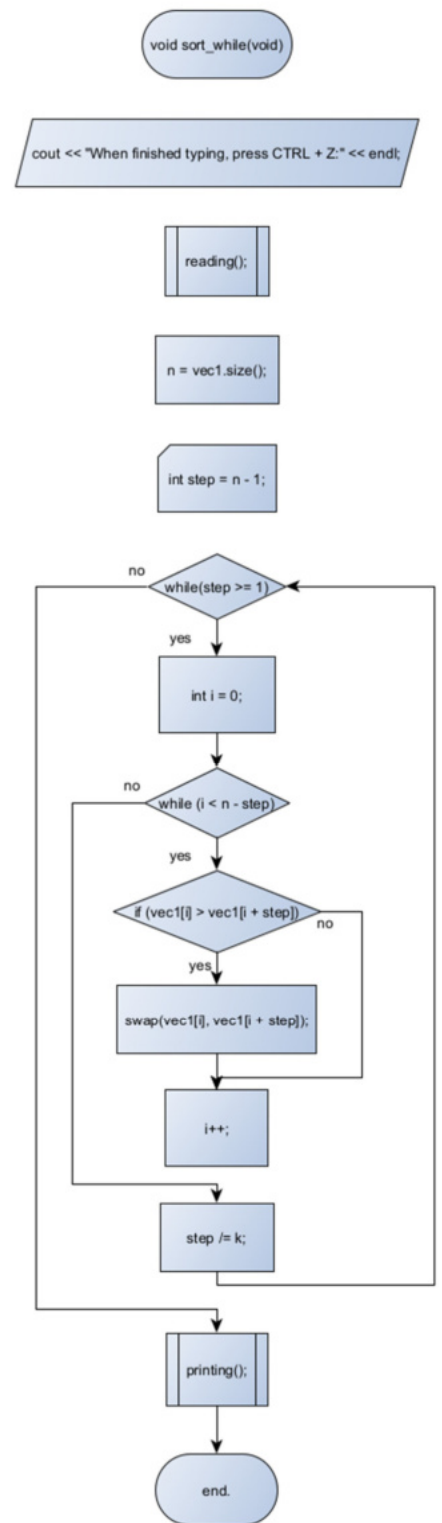 void sort_while(void)
cout << "When finished typing, press CTRL + Z:" << endl;
reading();
n = vec1.size();
int step = n - 1;
no
while(step >= 1)
yes
int i = 0;
no
while (i < n - step)
yes
if (vec1[i] > vec1[i + step])
no
yes
swap(vec1[i], vec1[i + step]);
i++;
step /= k;
printing();
end.